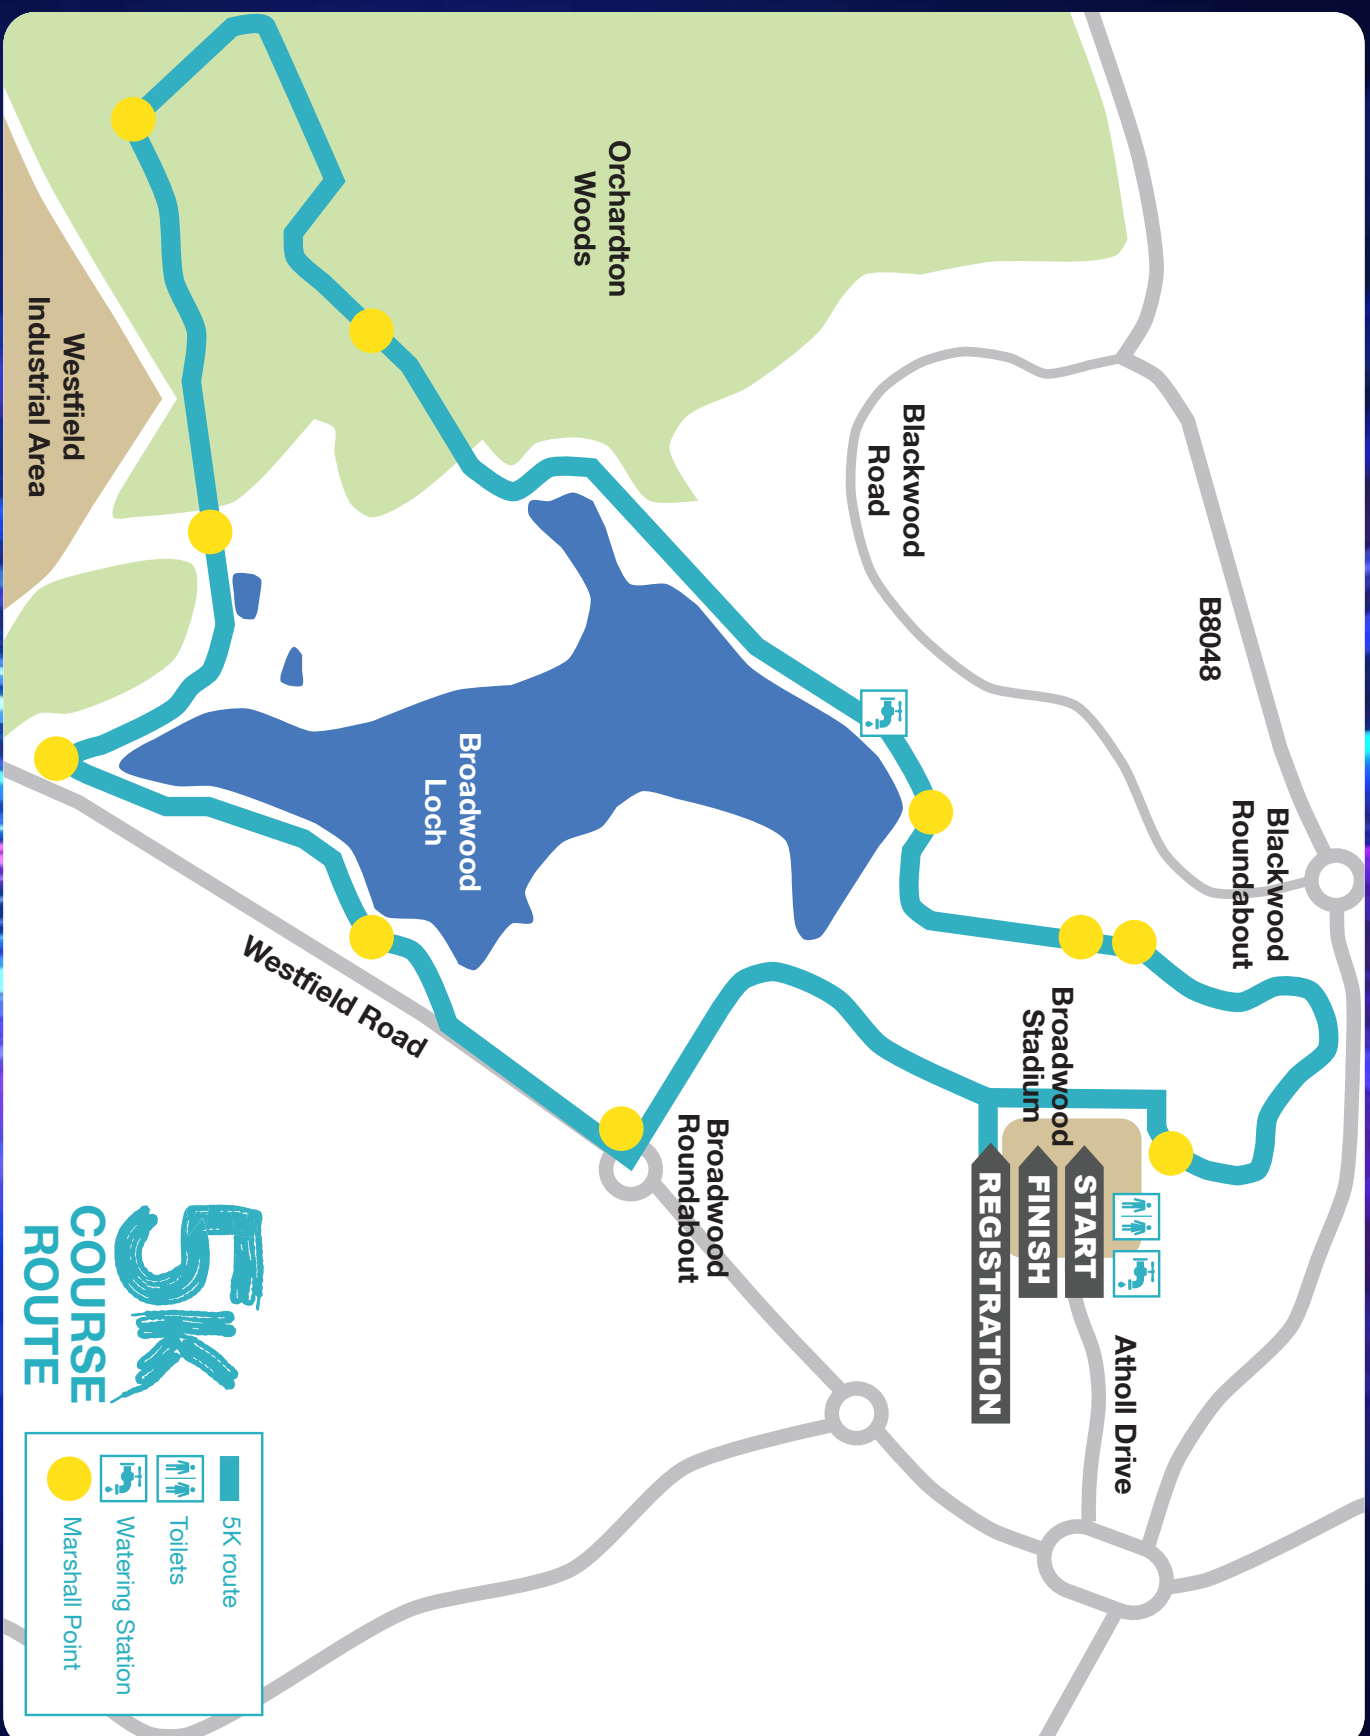 Orchardton
Woods
Westfield
Industrial Area
Blackwood
Road
B8048
Blackwood
Roundabout
Broadwood
Loch
Westfield Road
Broadwood
Stadium
Broadwood
Roundabout
START
FINISH
REGISTRATION
Atholl Drive
5K
COURSE
ROUTE
5K route
Toilets
Watering Station
Marshall Point